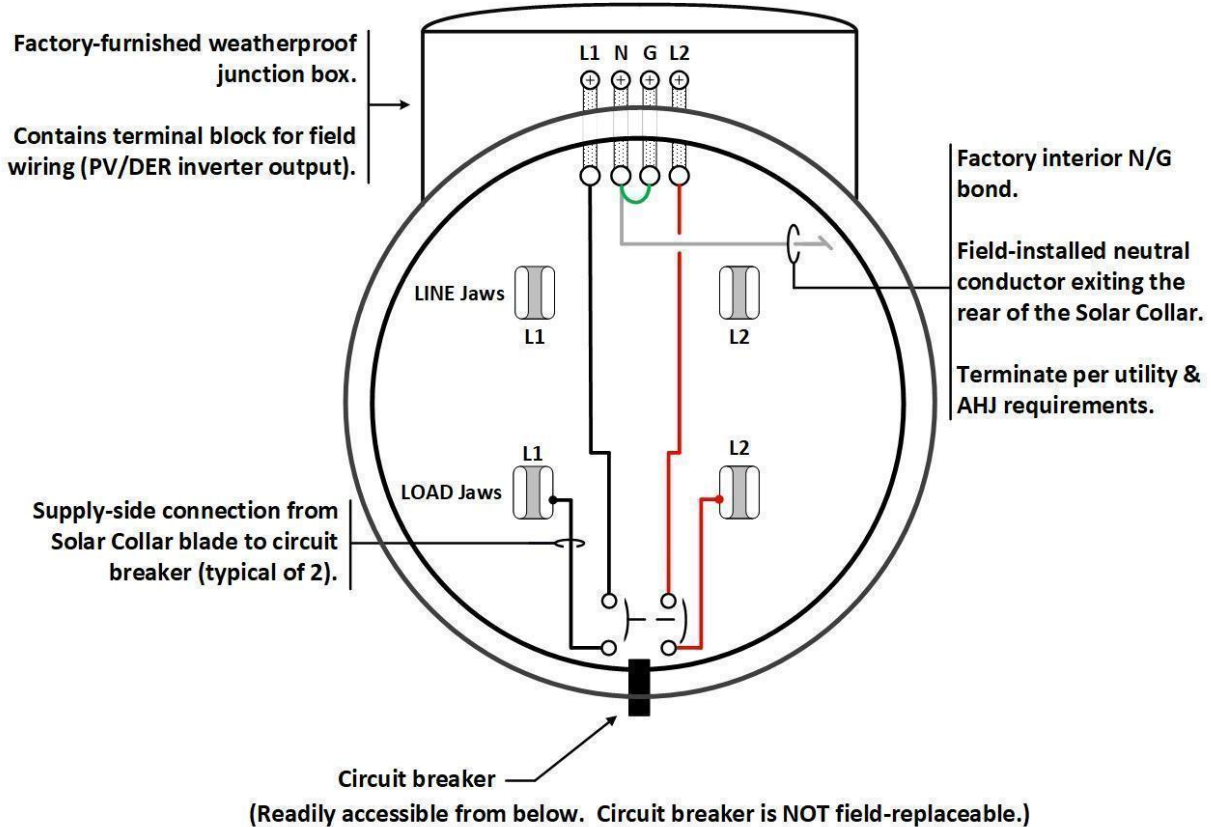 Factory-furnished weatherproof
junction box.
Contains terminal block for field
wiring (PV/DER inverter output).
L1 N G L2
Factory interior N/G
bond.
Field-installed neutral
conductor exiting the
rear of the Solar Collar.
Terminate per utility &
AHJ requirements.
LINE Jaws
L1
L2
L1
L2
LOAD Jaws
Supply-side connection from
Solar Collar blade to circuit
breaker (typical of 2).
Circuit breaker
(Readily accessible from below. Circuit breaker is NOT field-replaceable.)